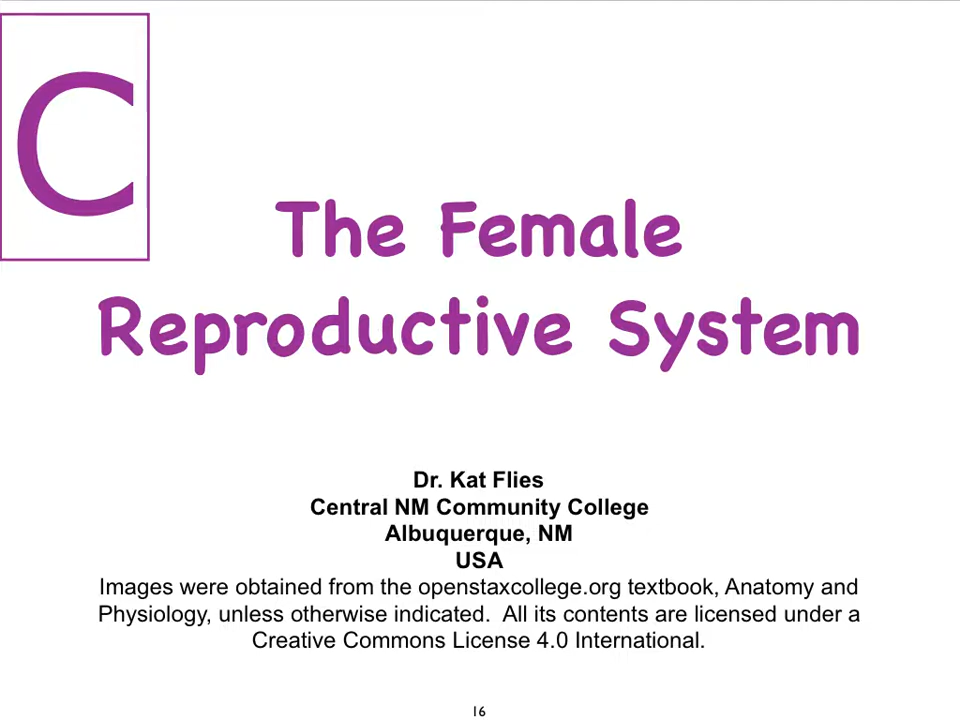 C
The Female
Reproductive System
Dr. Kat Flies
Central NM Community College
Albuquerque, NM
USA
Images were obtained from the openstaxcollege.org textbook, Anatomy and
Physiology, unless otherwise indicated.  All its contents are licensed under a
Creative Commons License 4.0 International.
16